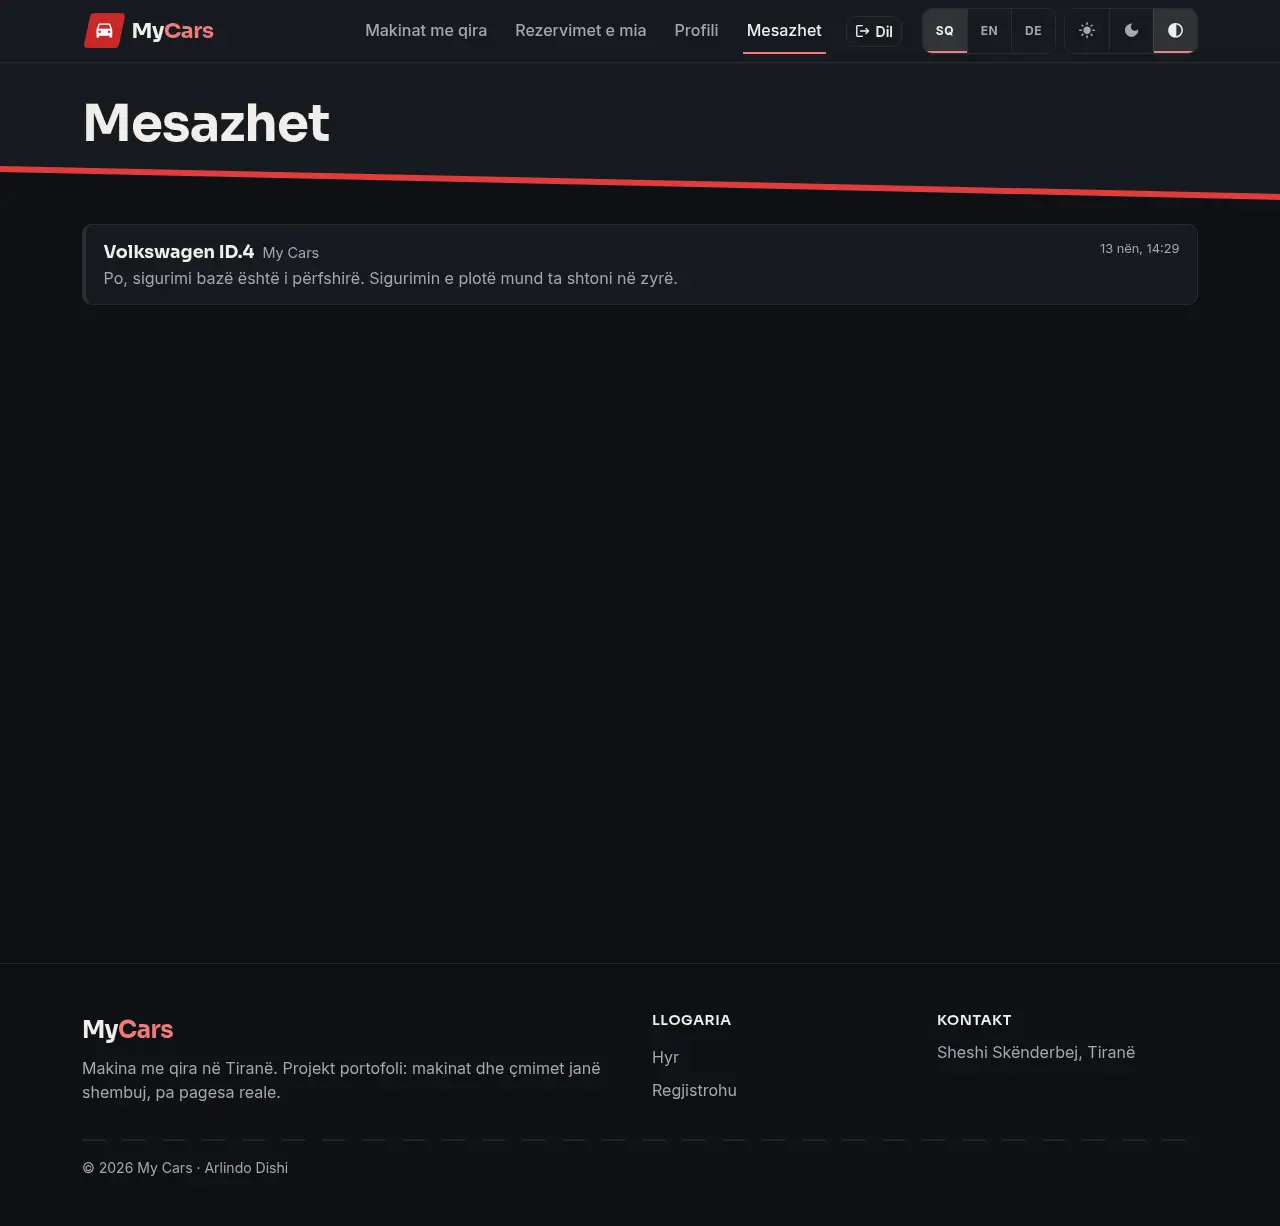 MyCars
Makinat me qira
Rezervimet e mia
Profili
Mesazhet
Dil
SQ
EN
DE
Mesazhet
Volkswagen ID.4 My Cars
13 nën, 14:29
Po, sigurimi bazë është i përfshirë. Sigurimin e plotë mund ta shtoni në zyrë.
MyCars
Makina me qira në Tiranë. Projekt portofoli: makinat dhe çmimet janë
shembuj, pa pagesa reale.
LLOGARIA
Hyr
Regjistrohu
KONTAKT
Sheshi Skënderbej, Tiranë
© 2026 My Cars · Arlindo Dishi